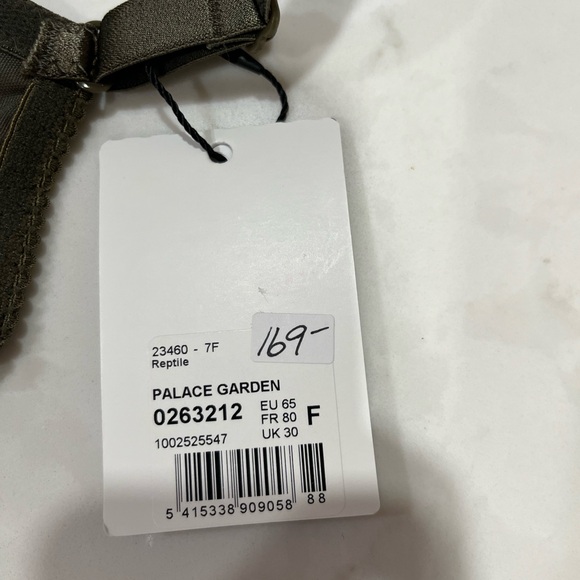 169-
23460 - 7F
Reptile
PALACE GARDEN
0263212 EU 65 FR 80 UK 30 F
1002525547
5 415338 909058 88